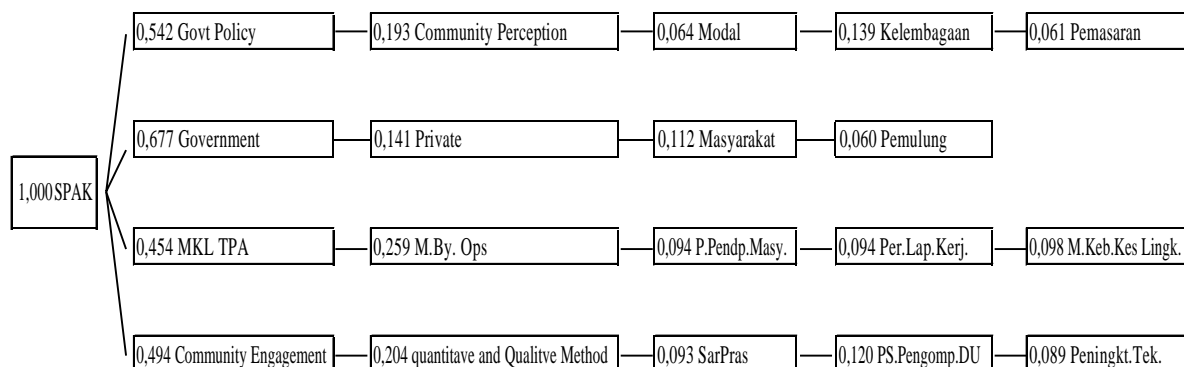 0,542 Govt Policy
0,193 Community Perception
0,064 Modal
0,139 Kelembagaan
0,061 Pemasaran
0,677 Government
0,141 Private
0,112 Masyarakat
0,060 Pemulung
1,000 SPAK
0,454 MKL TPA
0,259 M.By. Ops
0,094 P.Pendp.Masy.
0,094 Per.Lap.Kerj.
0,098 M.Keb.Kes Lingk.
0,494 Community Engagement
0,204 quantitave and Qualitve Method
0,093 SarPras
0,120 PS.Pengomp.DU
0,089 Peningkt.Tek.